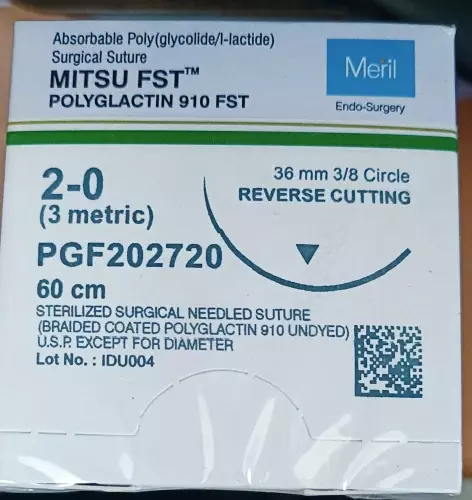 Absorbable Poly(glycolide/l-lactide)
Surgical Suture
MITSU FST™
POLYGLACTIN 910 FST
Meril
Endo-Surgery
2-0
(3 metric)
36 mm 3/8 Circle
REVERSE CUTTING
PGF202720
60 cm
STERILIZED SURGICAL NEEDLED SUTURE
(BRAIDED COATED POLYGLACTIN 910 UNDYED)
U.S.P. EXCEPT FOR DIAMETER
Lot No. : IDU004